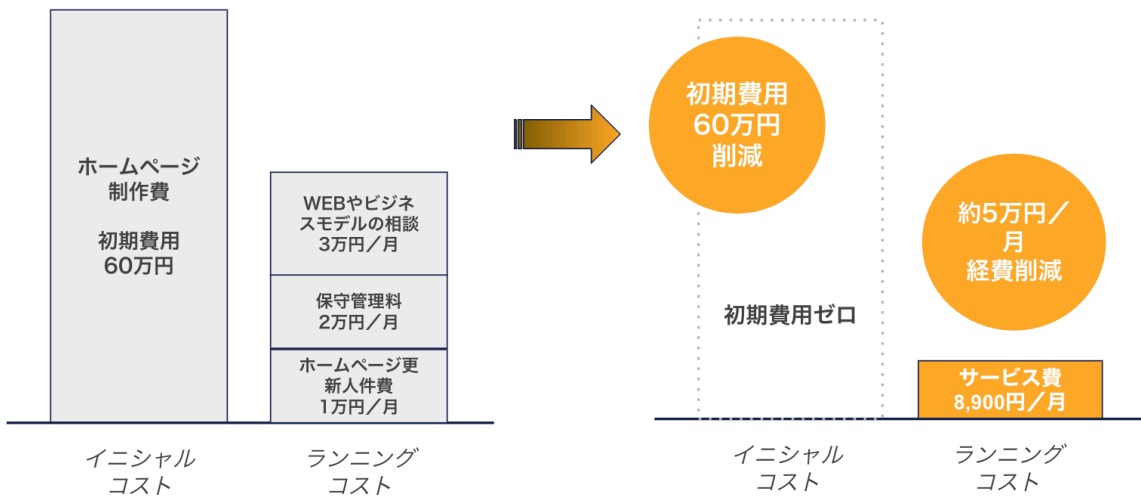 ホームページ
制作費
初期費用
60万円
WEBやビジネ
スモデルの相談
3万円／月
保守管理料
2万円／月
ホームページ更
新人件費
1万円／月
イニシャル
コスト
ランニング
コスト
初期費用
60万円
削減
初期費用ゼロ
約5万円／
月
経費削減
サービス費
8,900円／月
イニシャル
コスト
ランニング
コスト